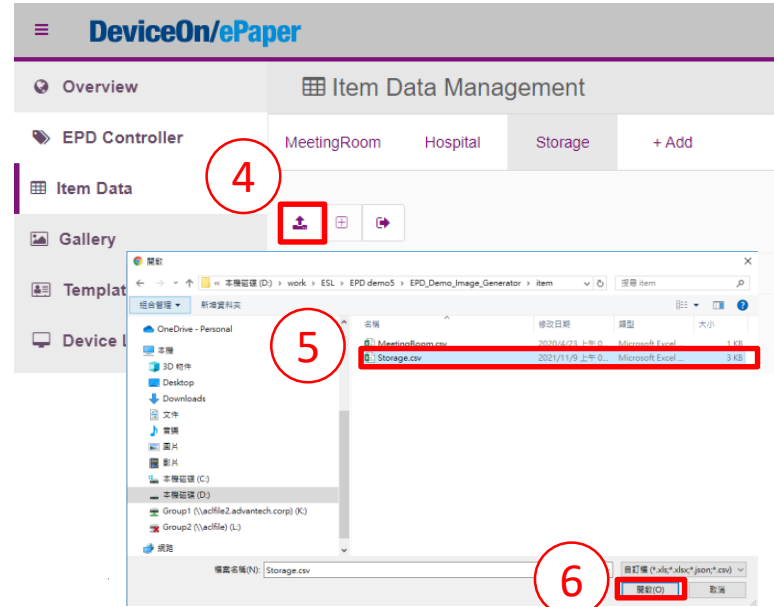 ≡ DeviceOn/ePaper
Overview
Item Data Management
EPD Controller
MeetingRoom Hospital Storage + Add
4
Item Data
Gallery
開啟
« 本機磁碟 (D:) › work › ESL › EPD demo5 › EPD_Demo_Image_Generator › item
搜尋 item
Templat
組合管理 新增資料夾
Device L
OneDrive - Personal
名稱 修改日期 類型 大小
5
MeetingRoom.csv 2020/4/23 上午 0... Microsoft Excel ... 1 KB
本機
Storage.csv 2021/11/9 上午 0... Microsoft Excel ... 3 KB
3D 物件
Desktop
Downloads
文件
音樂
圖片
影片
本機磁碟 (C:)
本機磁碟 (D:)
Group1 (\\aclfile2.advantech.corp) (K:)
Group2 (\\aclfile) (L:)
網路
檔案名稱(N): Storage.csv
自訂檔 (*.xls;*.xlsx;*.json;*.csv)
6
開啟(O) 取消